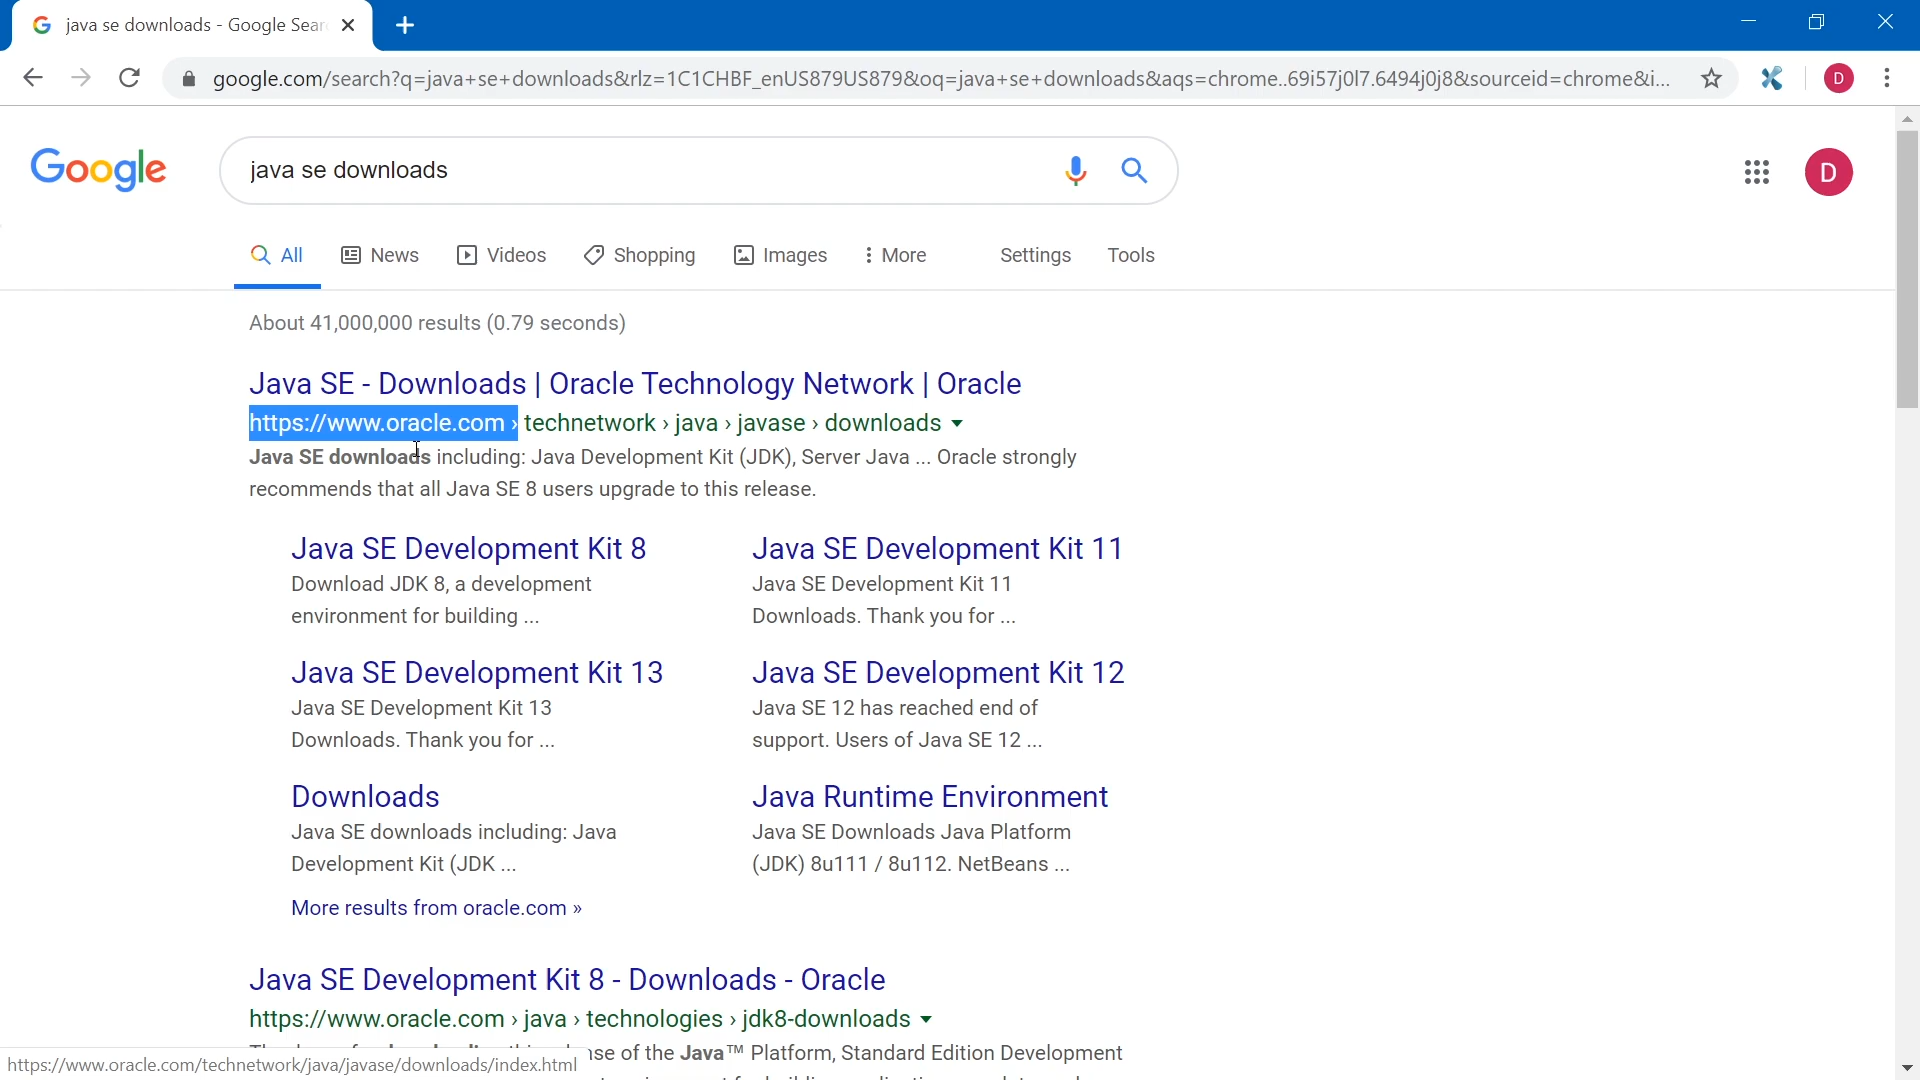 java se downloads - Google Sear
google.com/search?q=java+se+downloads&rlz=1C1CHBF_enUS879US879&oq=java+se+downloads&aqs=chrome..69i57j0l7.6494j0j8&sourceid=chrome&i...
D
Google
java se downloads
D
All News Videos Shopping Images More Settings Tools
About 41,000,000 results (0.79 seconds)
Java SE - Downloads | Oracle Technology Network | Oracle
https://www.oracle.com › technetwork › java › javase › downloads
Java SE downloads including: Java Development Kit (JDK), Server Java ... Oracle strongly
recommends that all Java SE 8 users upgrade to this release.
Java SE Development Kit 8
Download JDK 8, a development
environment for building ...
Java SE Development Kit 11
Java SE Development Kit 11
Downloads. Thank you for ...
Java SE Development Kit 13
Java SE Development Kit 13
Downloads. Thank you for ...
Java SE Development Kit 12
Java SE 12 has reached end of
support. Users of Java SE 12 ...
Downloads
Java SE downloads including: Java
Development Kit (JDK ...
Java Runtime Environment
Java SE Downloads Java Platform
(JDK) 8u111 / 8u112. NetBeans ...
More results from oracle.com »
Java SE Development Kit 8 - Downloads - Oracle
https://www.oracle.com › java › technologies › jdk8-downloads
of the Java™ Platform, Standard Edition Development
https://www.oracle.com/technetwork/java/javase/downloads/index.html